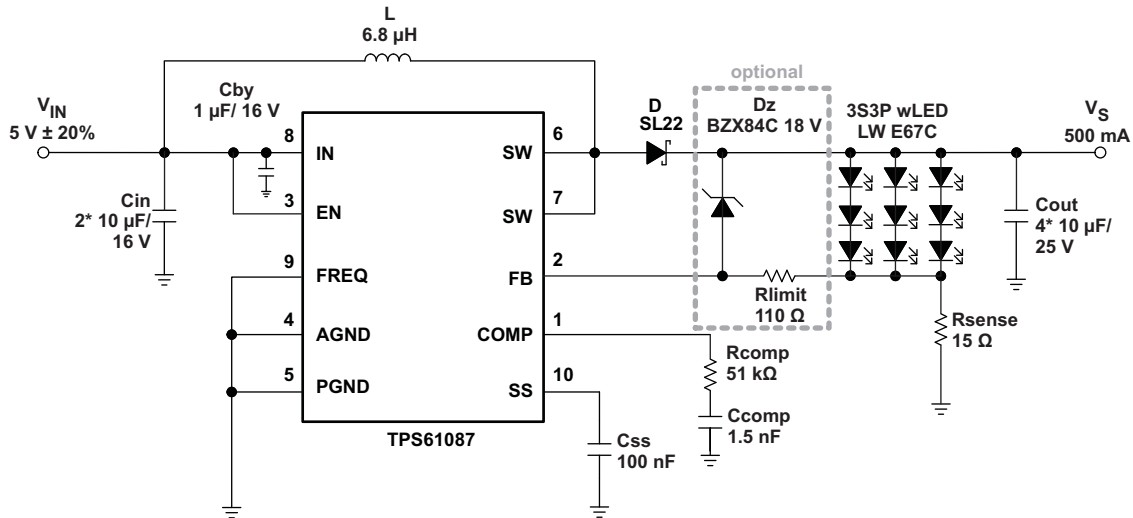 L
6.8 µH
optional
Cby
1 µF/ 16 V
V_IN
5 V ± 20%
D
SL22
Dz
BZX84C 18 V
3S3P wLED
LW E67C
V_S
500 mA
8
IN
6
SW
Cin
2* 10 µF/
16 V
3
EN
7
SW
Cout
4* 10 µF/
25 V
9
FREQ
2
FB
Rlimit
110 Ω
4
AGND
1
COMP
Rsense
15 Ω
Rcomp
51 kΩ
5
PGND
10
SS
Ccomp
1.5 nF
TPS61087
Css
100 nF